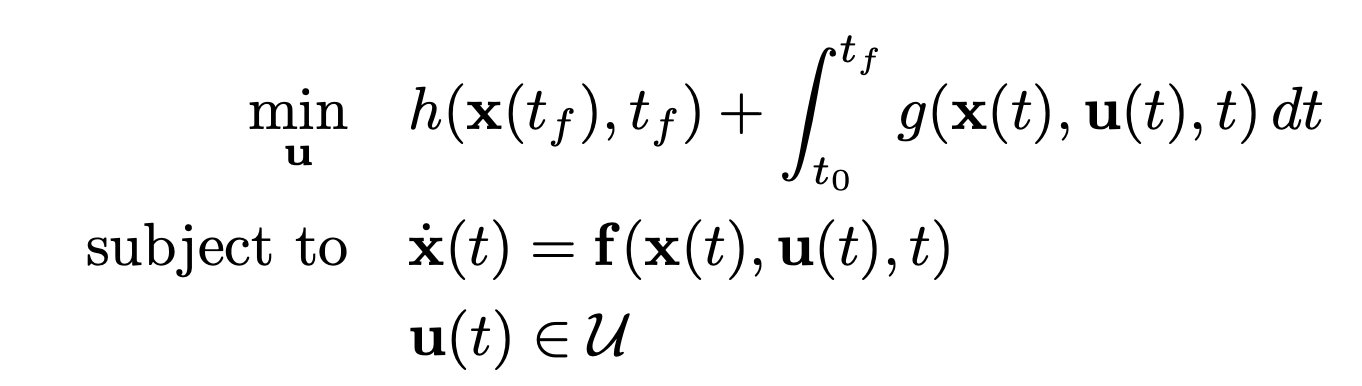 min_𝐮 h(𝐱(t_f), t_f) + ∫_{t_0}^{t_f} g(𝐱(t), 𝐮(t), t) dt
subject to 𝐱̇(t) = 𝐟(𝐱(t), 𝐮(t), t)
𝐮(t) ∈ 𝒰